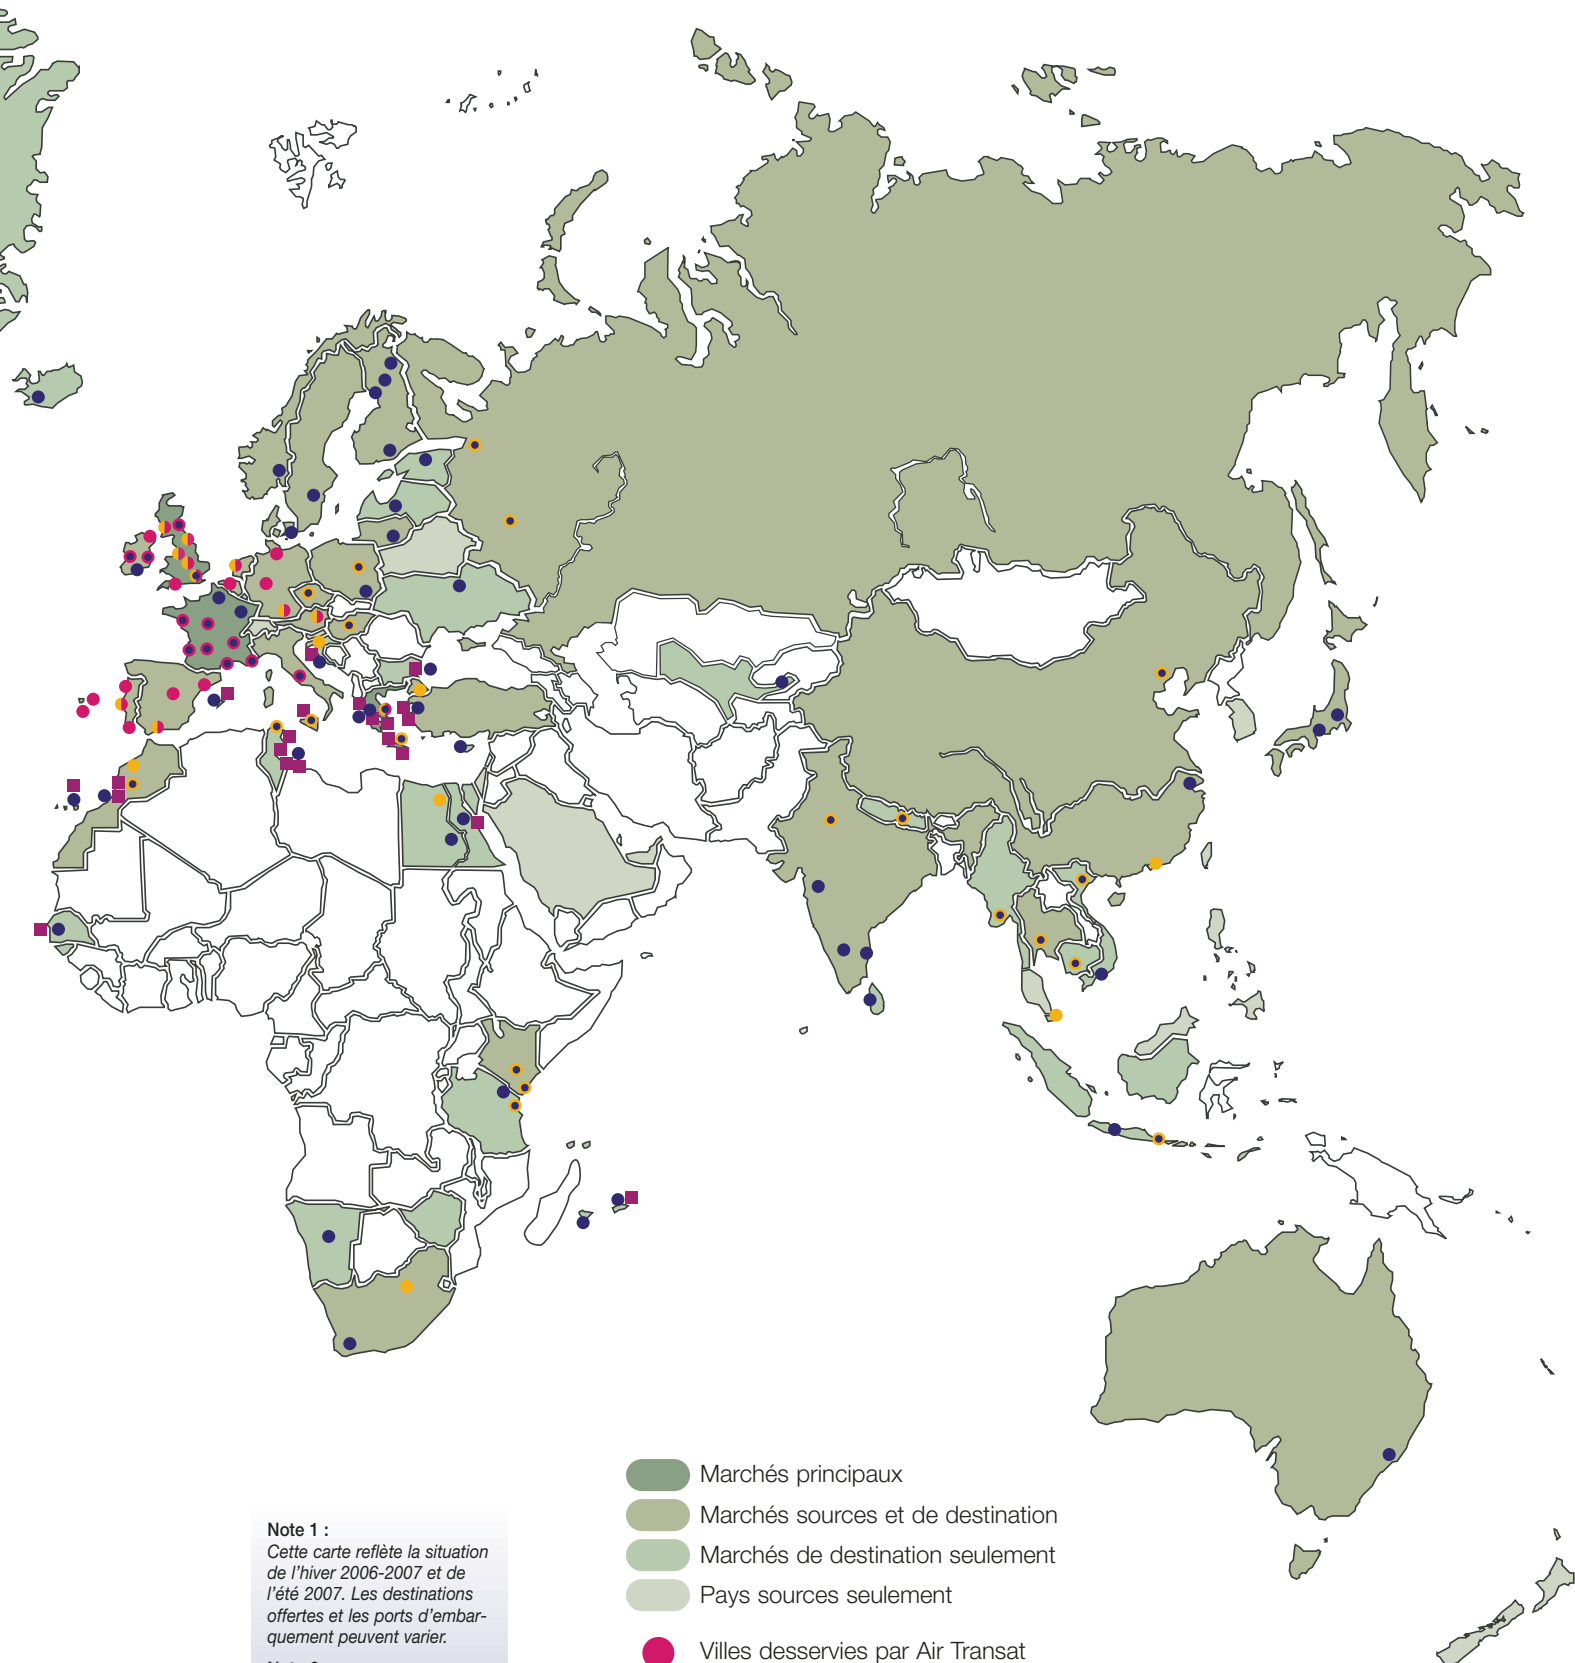 Marchés principaux
Marchés sources et de destination
Marchés de destination seulement
Pays sources seulement
Villes desservies par Air Transat
Note 1 :
Cette carte reflète la situation
de l'hiver 2006-2007 et de
l'été 2007. Les destinations
offertes et les ports d'embar-
quement peuvent varier.